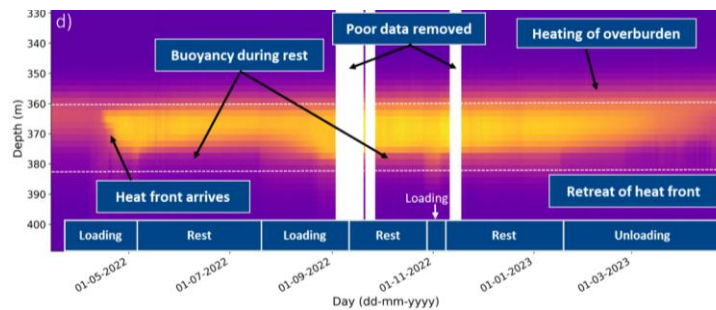 d)
Poor data removed
Heating of overburden
Buoyancy during rest
Heat front arrives
Retreat of heat front
Loading
Depth (m)
330
340
350
360
370
380
390
400
Loading
Rest
Loading
Rest
Rest
Unloading
01-05-2022
01-07-2022
01-09-2022
01-11-2022
01-01-2023
01-03-2023
Day (dd-mm-yyyy)